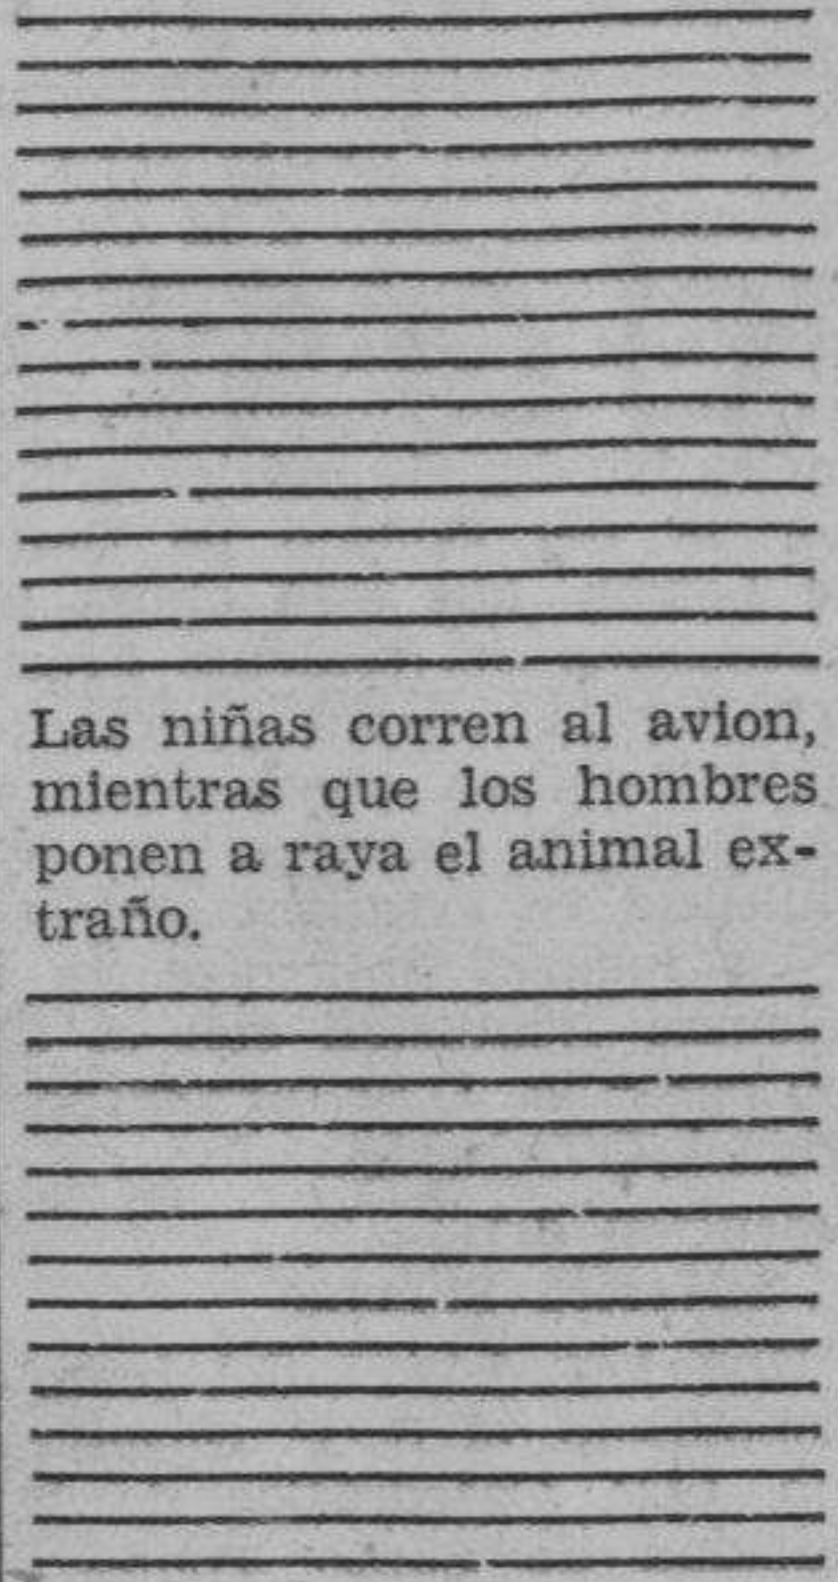 Las niñas corren al avion,
mientras que los hombres
ponen a raya el animal ex-
traño.